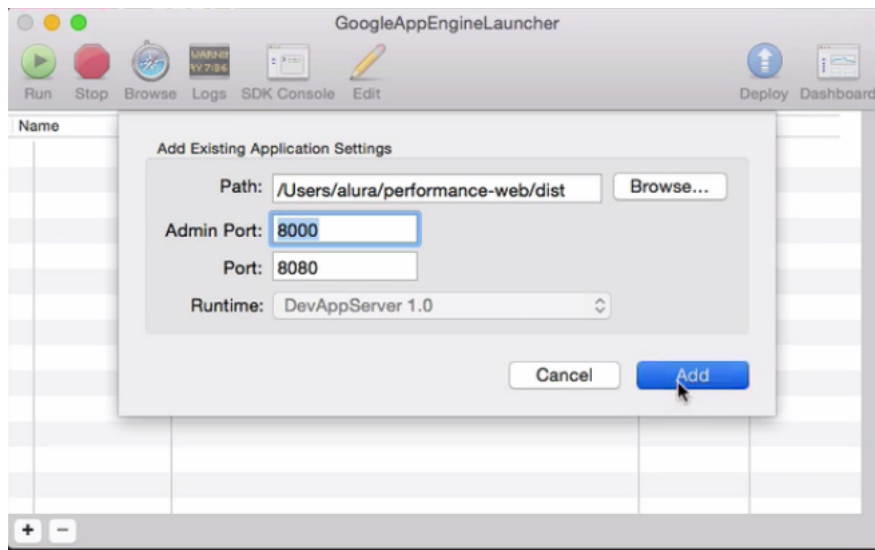 GoogleAppEngineLauncher
Run Stop Browse Logs SDK Console Edit Deploy Dashboard
Name
Add Existing Application Settings
Path: /Users/alura/performance-web/dist Browse...
Admin Port: 8000
Port: 8080
Runtime: DevAppServer 1.0
Cancel Add